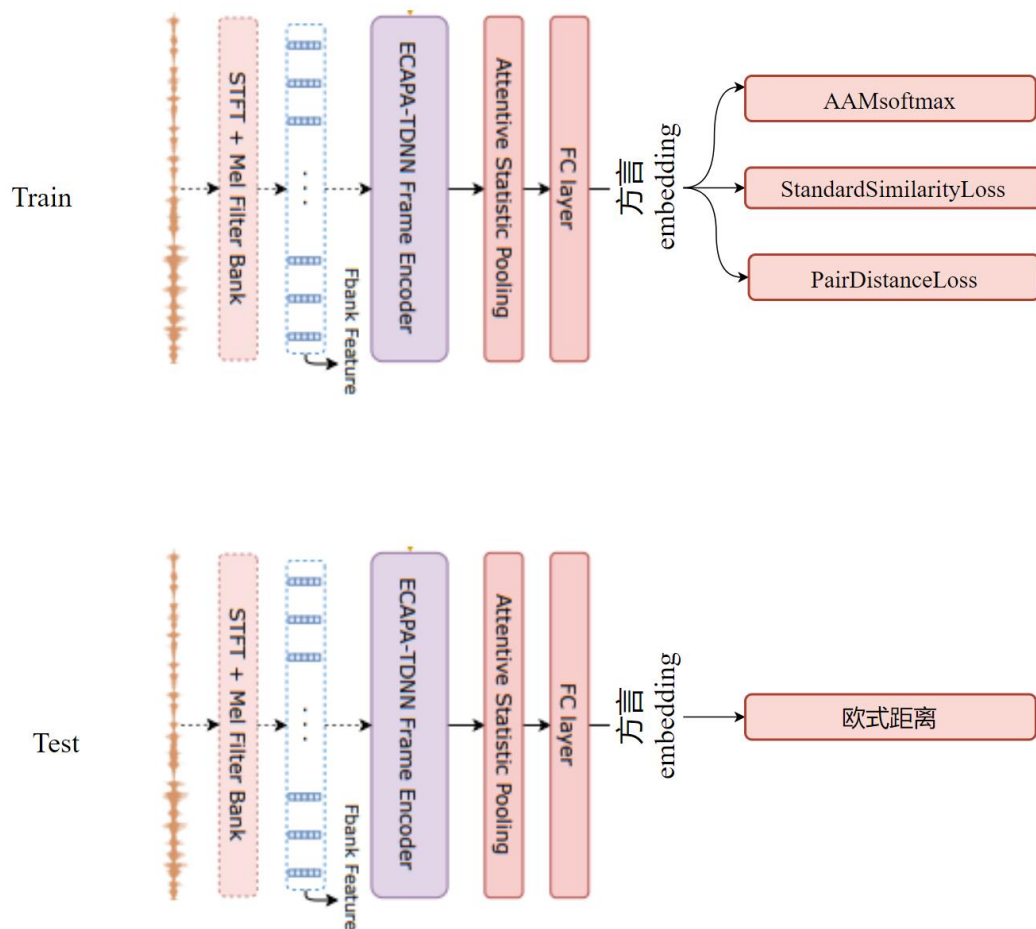 Train
STFT + Mel Filter Bank
. . .
Fbank Feature
ECAPA-TDNN Frame Encoder
Attentive Statistic Pooling
FC layer
方言
embedding
AAMsoftmax
StandardSimilarityLoss
PairDistanceLoss
Test
STFT + Mel Filter Bank
. . .
Fbank Feature
ECAPA-TDNN Frame Encoder
Attentive Statistic Pooling
FC layer
方言
embedding
欧式距离